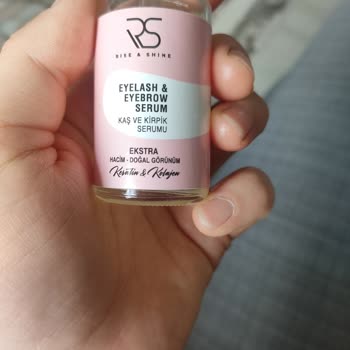 RS
RISE & SHINE
EYELASH &
EYEBROW
SERUM
KAŞ VE KİRPİK
SERUMU
EKSTRA
HACİM - DOĞAL GÖRÜNÜM
Keratin & Kolajen